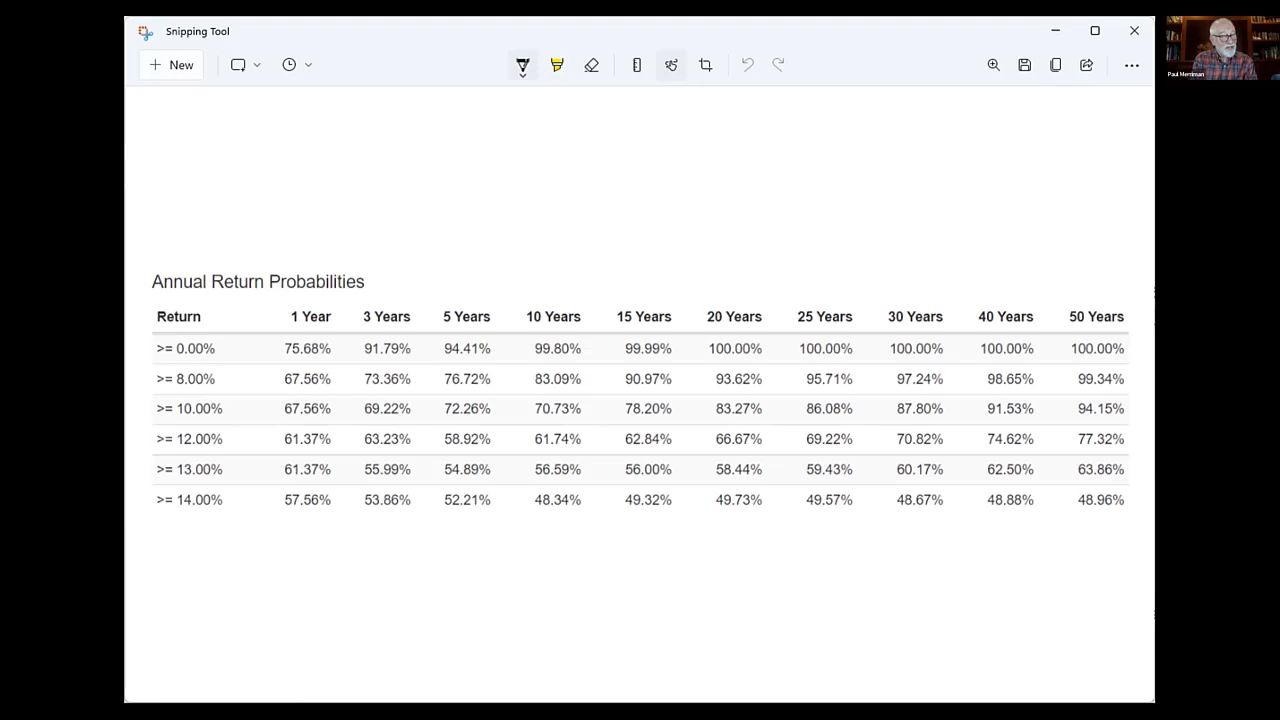 Snipping Tool
New
Paul Merriman
Annual Return Probabilities
Return 1 Year 3 Years 5 Years 10 Years 15 Years 20 Years 25 Years 30 Years 40 Years 50 Years
>= 0.00% 75.68% 91.79% 94.41% 99.80% 99.99% 100.00% 100.00% 100.00% 100.00% 100.00%
>= 8.00% 67.56% 73.36% 76.72% 83.09% 90.97% 93.62% 95.71% 97.24% 98.65% 99.34%
>= 10.00% 67.56% 69.22% 72.26% 70.73% 78.20% 83.27% 86.08% 87.80% 91.53% 94.15%
>= 12.00% 61.37% 63.23% 58.92% 61.74% 62.84% 66.67% 69.22% 70.82% 74.62% 77.32%
>= 13.00% 61.37% 55.99% 54.89% 56.59% 56.00% 58.44% 59.43% 60.17% 62.50% 63.86%
>= 14.00% 57.56% 53.86% 52.21% 48.34% 49.32% 49.73% 49.57% 48.67% 48.88% 48.96%